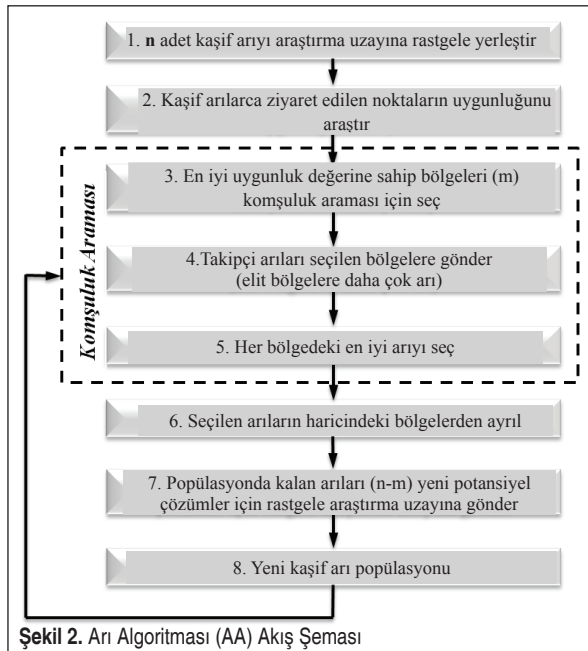 1. n adet kaşif arıyı araştırma uzayına rastgele yerleştir
2. Kaşif arılarca ziyaret edilen noktaların uygunluğunu
araştır
Komşuluk Araması
3. En iyi uygunluk değerine sahip bölgeleri (m)
komşuluk araması için seç
4.Takipçi arıları seçilen bölgelere gönder
(elit bölgelere daha çok arı)
5. Her bölgedeki en iyi arıyı seç
6. Seçilen arıların haricindeki bölgelerden ayrıl
7. Popülasyonda kalan arıları (n-m) yeni potansiyel
çözümler için rastgele araştırma uzayına gönder
8. Yeni kaşif arı popülasyonu
Şekil 2. Arı Algoritması (AA) Akış Şeması